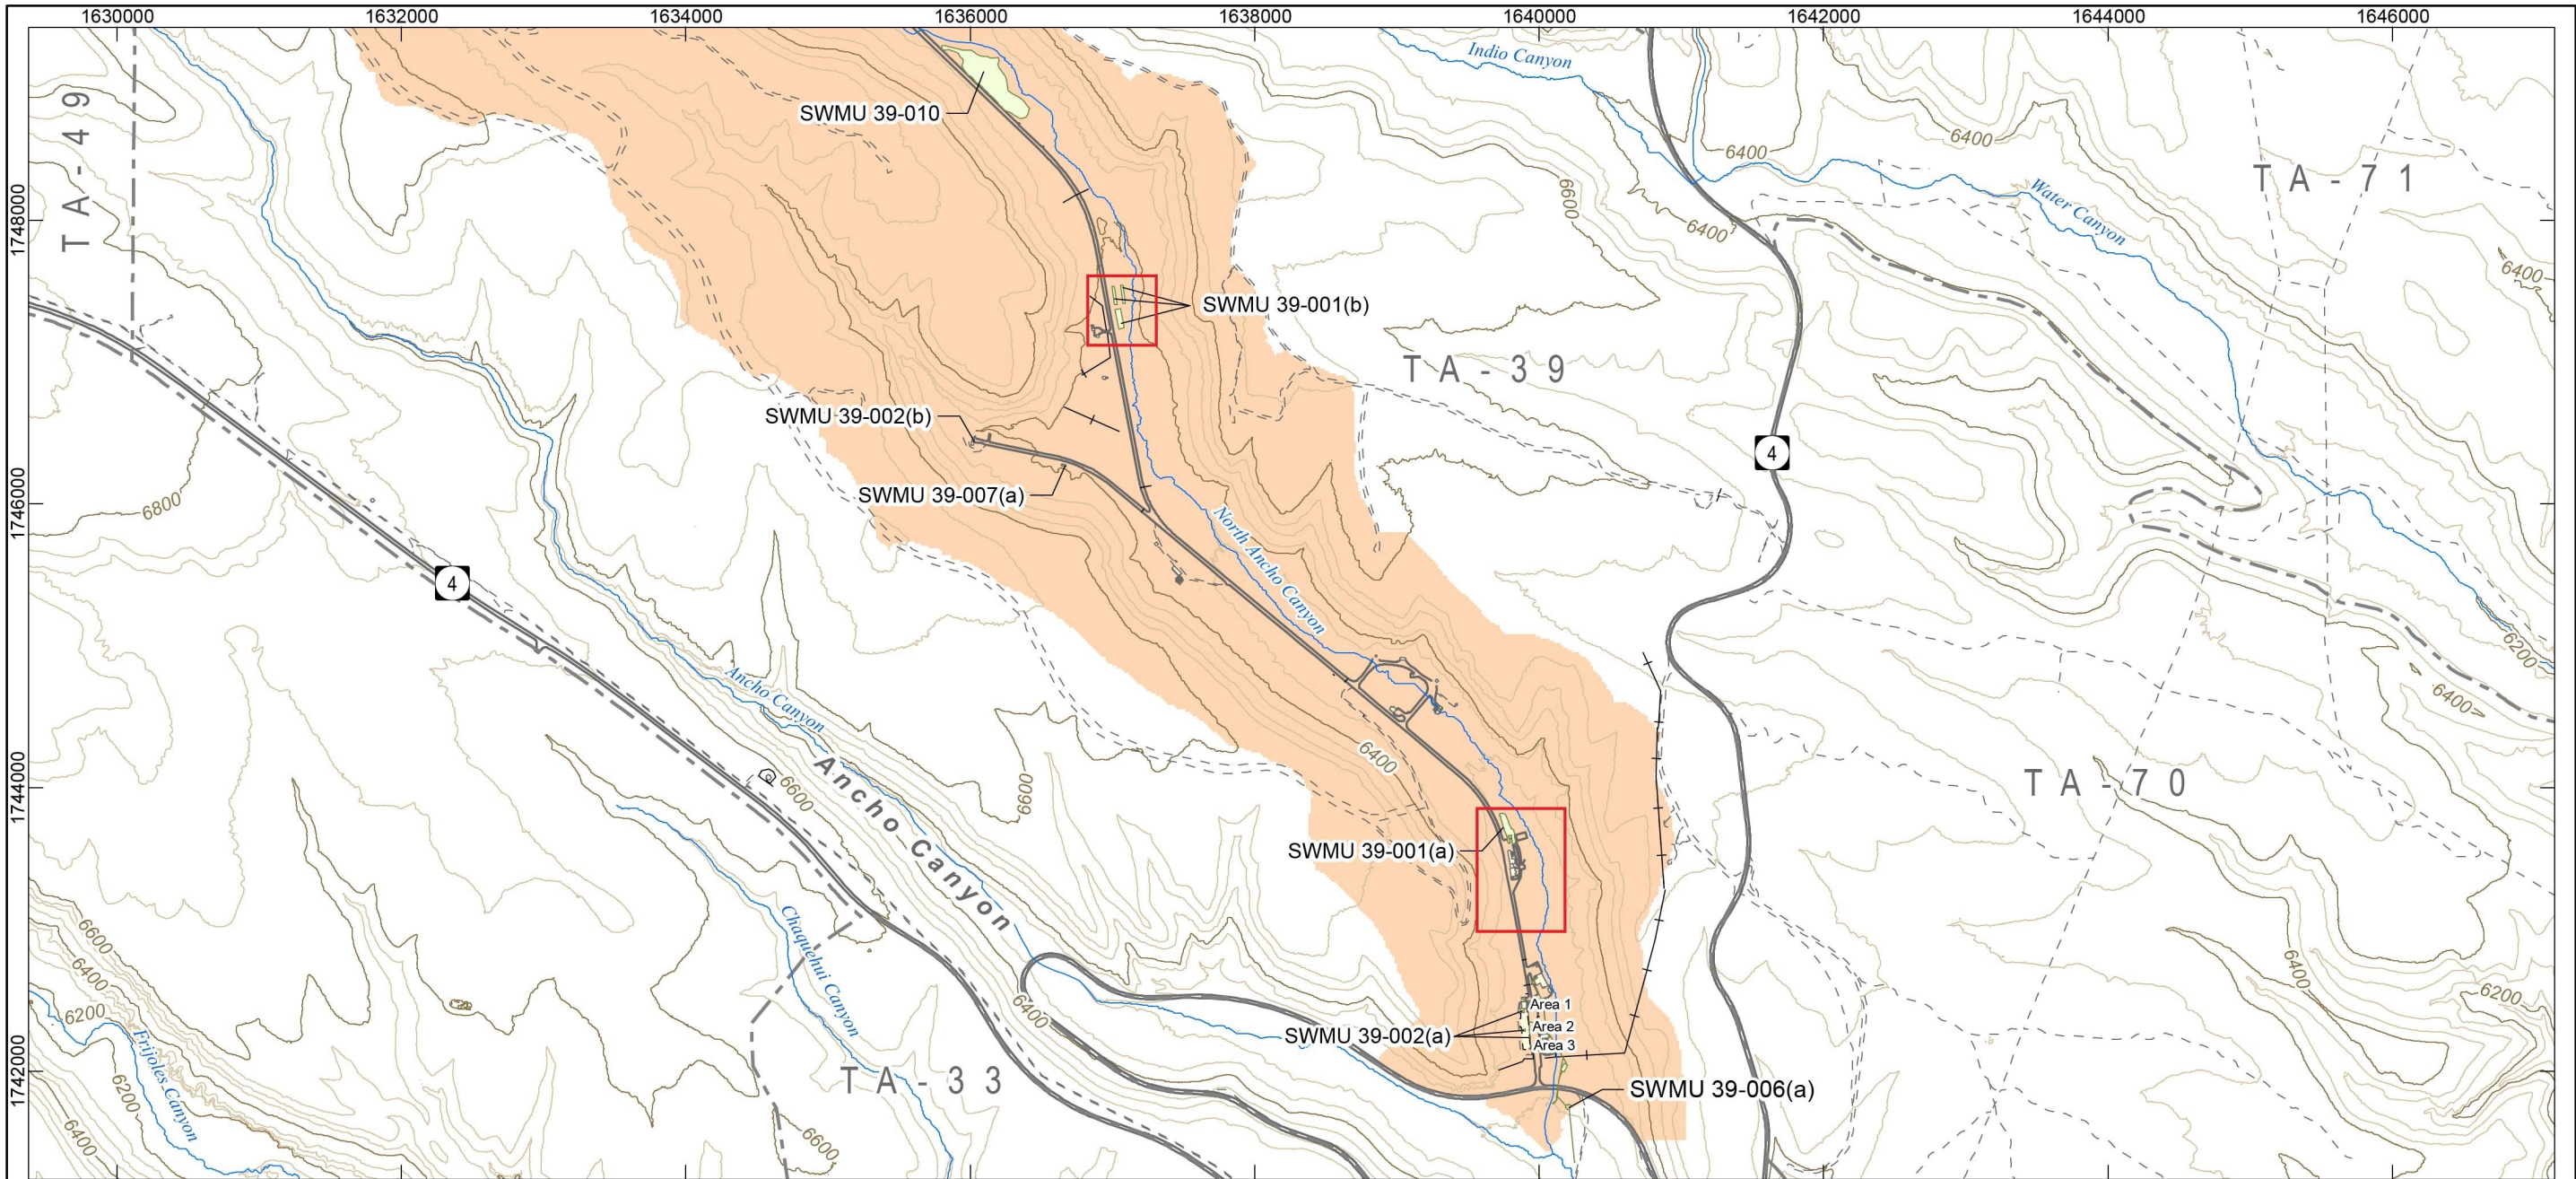 1630000
1632000
1634000
1636000
1638000
1640000
1642000
1644000
1646000
1748000
1746000
1744000
1742000
TA-49
Indio Canyon
SWMU 39-010
6400
6400
6600
6400
TA-71
Water Canyon
6400
SWMU 39-001(b)
TA-39
SWMU 39-002(b)
4
SWMU 39-007(a)
6800
North Ancho Canyon
4
6200
6400
Ancho Canyon
6400
6600
Ancho Canyon
6600
TA-70
SWMU 39-001(a)
Chaquehui Canyon
6600
6400
6200
6400
6400
6200
Area 1
Area 2
Area 3
SWMU 39-002(a)
Frijoles Canyon
TA-33
SWMU 39-006(a)
6200
6400
6600